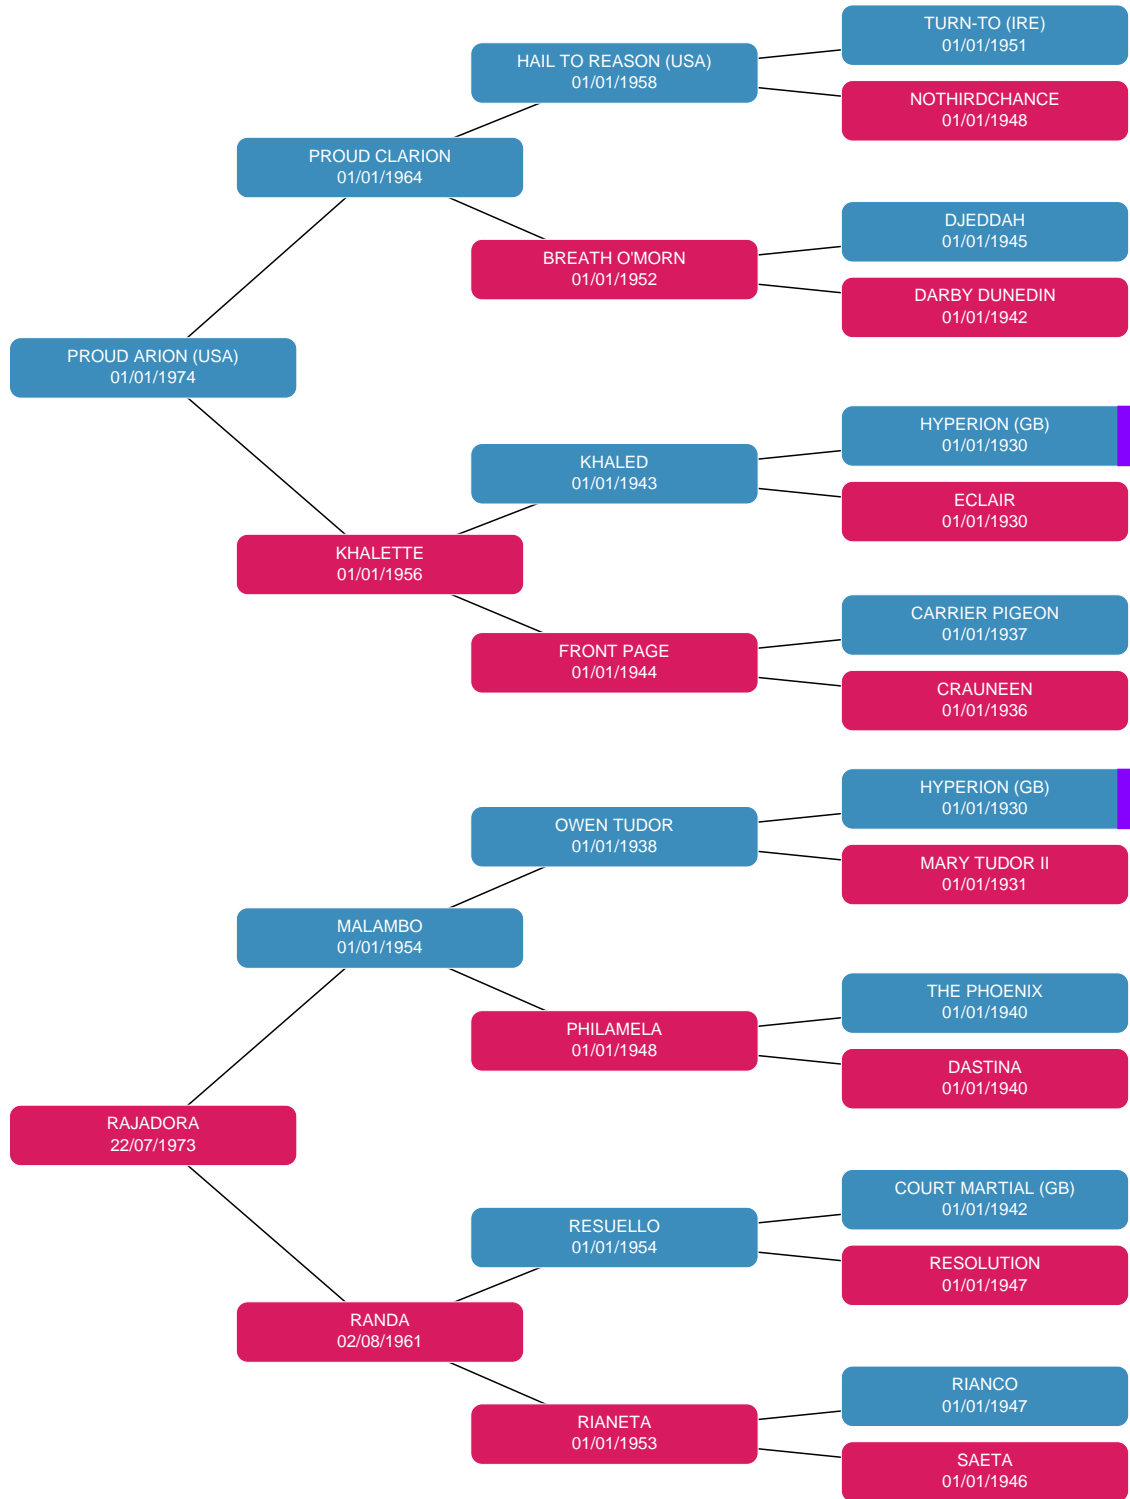 TURN-TO (IRE)
01/01/1951
HAIL TO REASON (USA)
01/01/1958
NOTHIRDCHANCE
01/01/1948
PROUD CLARION
01/01/1964
DJEDDAH
01/01/1945
BREATH O'MORN
01/01/1952
DARBY DUNEDIN
01/01/1942
PROUD ARION (USA)
01/01/1974
HYPERION (GB)
01/01/1930
KHALED
01/01/1943
ECLAIR
01/01/1930
KHALETTE
01/01/1956
CARRIER PIGEON
01/01/1937
FRONT PAGE
01/01/1944
CRAUNEEN
01/01/1936
HYPERION (GB)
01/01/1930
OWEN TUDOR
01/01/1938
MARY TUDOR II
01/01/1931
MALAMBO
01/01/1954
THE PHOENIX
01/01/1940
PHILAMELA
01/01/1948
DASTINA
01/01/1940
RAJADORA
22/07/1973
COURT MARTIAL (GB)
01/01/1942
RESUELLO
01/01/1954
RESOLUTION
01/01/1947
RANDA
02/08/1961
RIANCO
01/01/1947
RIANETA
01/01/1953
SAETA
01/01/1946